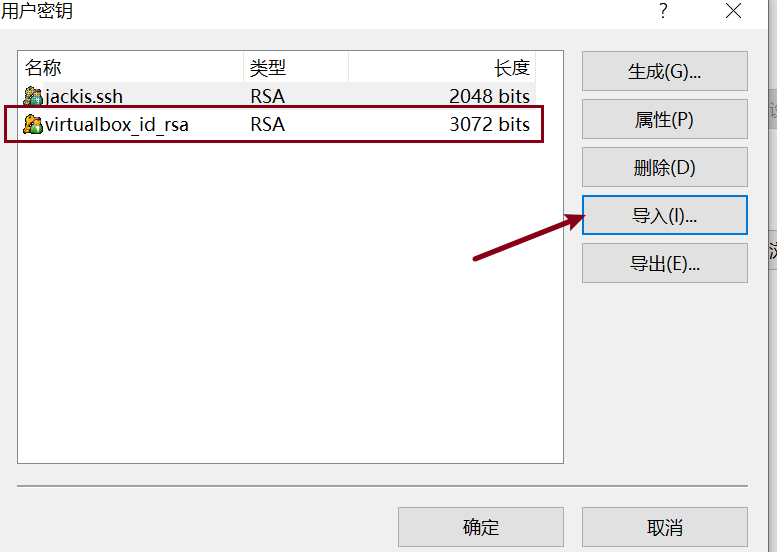 用户密钥
名称 类型 长度
jackis.ssh RSA 2048 bits
virtualbox_id_rsa RSA 3072 bits
生成(G)...
属性(P)
删除(D)
导入(I)...
导出(E)...
确定 取消